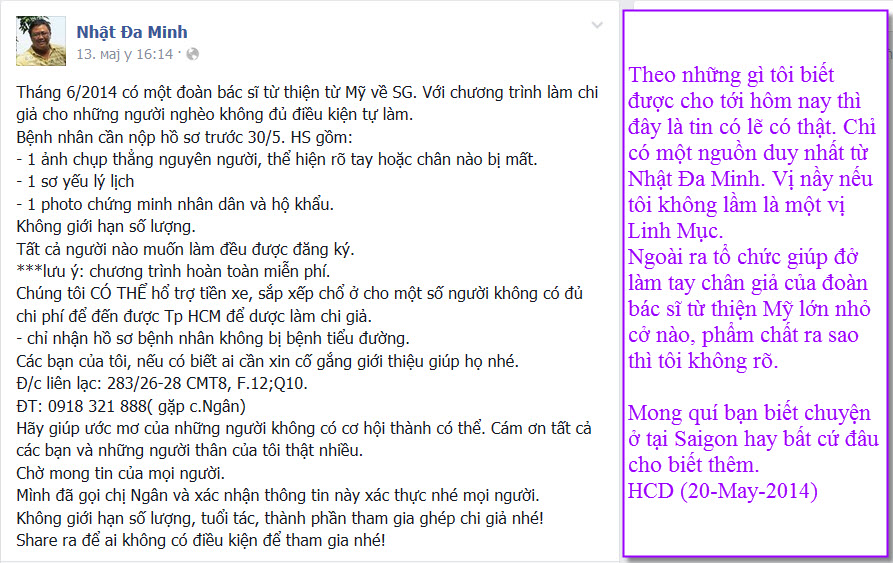 Nhật Đa Minh
13. мај у 16:14 ·
Tháng 6/2014 có một đoàn bác sĩ từ thiện từ Mỹ về SG. Với chương trình làm chi
giả cho những người nghèo không đủ điều kiện tự làm.
Bệnh nhân cần nộp hồ sơ trước 30/5. HS gồm:
- 1 ảnh chụp thẳng nguyên người, thể hiện rõ tay hoặc chân nào bị mất.
- 1 sơ yếu lý lịch
- 1 photo chứng minh nhân dân và hộ khẩu.
Không giới hạn số lượng.
Tất cả người nào muốn làm đều được đăng ký.
***lưu ý: chương trình hoàn toàn miễn phí.
Chúng tôi CÓ THỂ hổ trợ tiền xe, sắp xếp chổ ở cho một số người không có đủ
chi phí để đến được Tp HCM để dược làm chi giả.
- chỉ nhận hồ sơ bệnh nhân không bị bệnh tiểu đường.
Các bạn của tôi, nếu có biết ai cần xin cố gắng giới thiệu giúp họ nhé.
Đ/c liên lạc: 283/26-28 CMT8, F.12;Q10.
ĐT: 0918 321 888( gặp c.Ngân)
Hãy giúp ước mơ của những người không có cơ hội thành có thể. Cám ơn tất cả
các bạn và những người thân của tôi thật nhiều.
Chờ mong tin của mọi người.
Mình đã gọi chị Ngân và xác nhận thông tin này xác thực nhé mọi người.
Không giới hạn số lượng, tuổi tác, thành phần tham gia ghép chi giả nhé!
Share ra để ai không có điều kiện để tham gia nhé!
Theo những gì tôi biết
được cho tới hôm nay thì
đây là tin có lẽ có thật. Chỉ
có một nguồn duy nhất từ
Nhật Đa Minh. Vị nầy nếu
tôi không lầm là một vị
Linh Mục.
Ngoài ra tổ chức giúp đở
làm tay chân giả của đoàn
bác sĩ từ thiện Mỹ lớn nhỏ
cở nào, phẩm chất ra sao
thì tôi không rõ.
Mong quí bạn biết chuyện
ở tại Saigon hay bất cứ đâu
cho biết thêm.
HCD (20-May-2014)